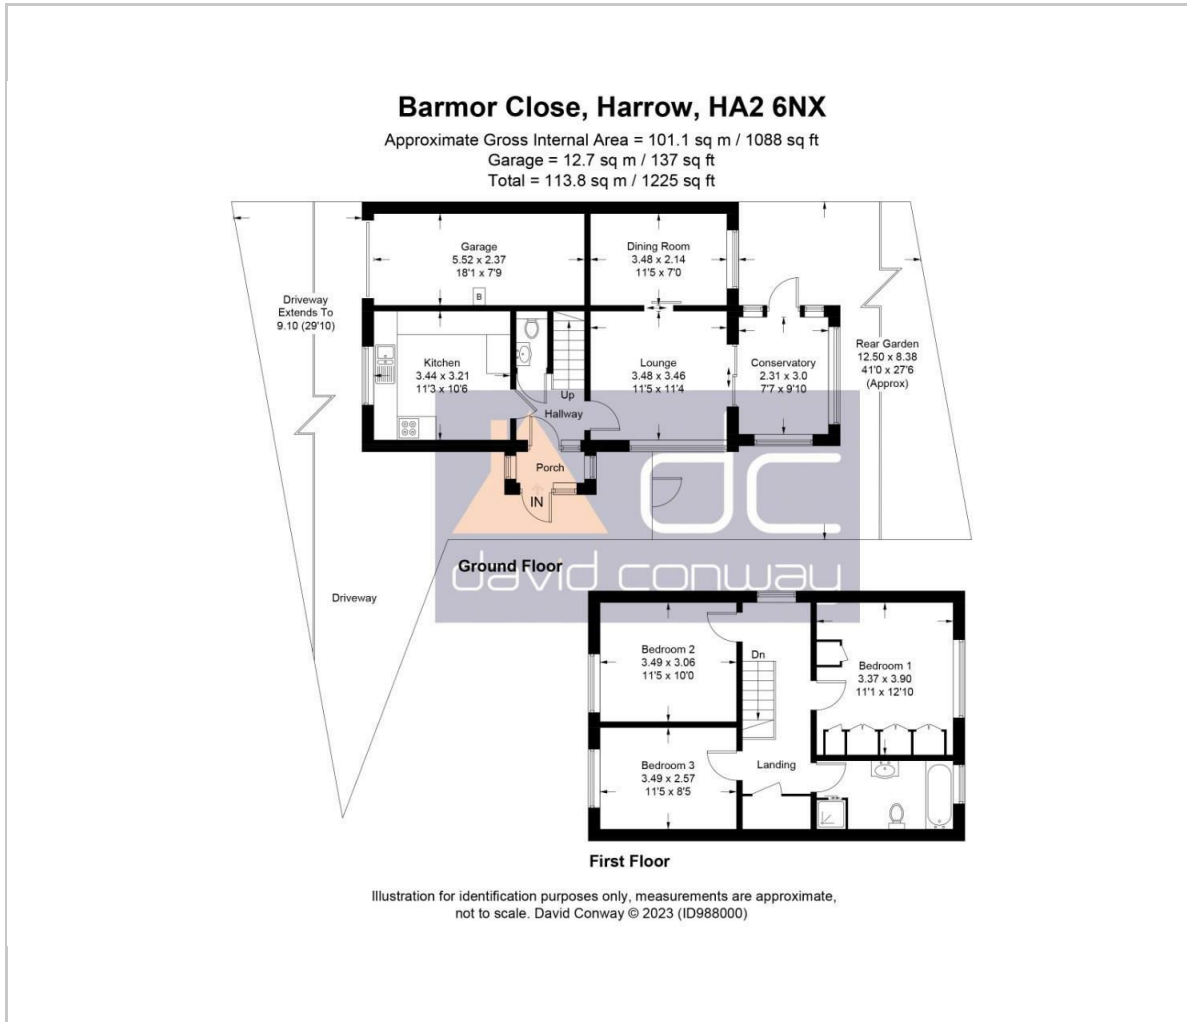 Barmor Close, Harrow, HA2 6NX
Approximate Gross Internal Area = 101.1 sq m / 1088 sq ft
Garage = 12.7 sq m / 137 sq ft
Total = 113.8 sq m / 1225 sq ft
Garage
5.52 x 2.37
18'1 x 7'9
B
Dining Room
3.48 x 2.14
11'5 x 7'0
Driveway
Extends To
9.10 (29'10)
Kitchen
3.44 x 3.21
11'3 x 10'6
Up
Hallway
Lounge
3.48 x 3.46
11'5 x 11'4
Conservatory
2.31 x 3.0
7'7 x 9'10
Rear Garden
12.50 x 8.38
41'0 x 27'6
(Approx)
Porch
IN
dc
david conway
Ground Floor
Driveway
Bedroom 2
3.49 x 3.06
11'5 x 10'0
Dn
Bedroom 1
3.37 x 3.90
11'1 x 12'10
Bedroom 3
3.49 x 2.57
11'5 x 8'5
Landing
First Floor
Illustration for identification purposes only, measurements are approximate,
not to scale. David Conway © 2023 (ID988000)